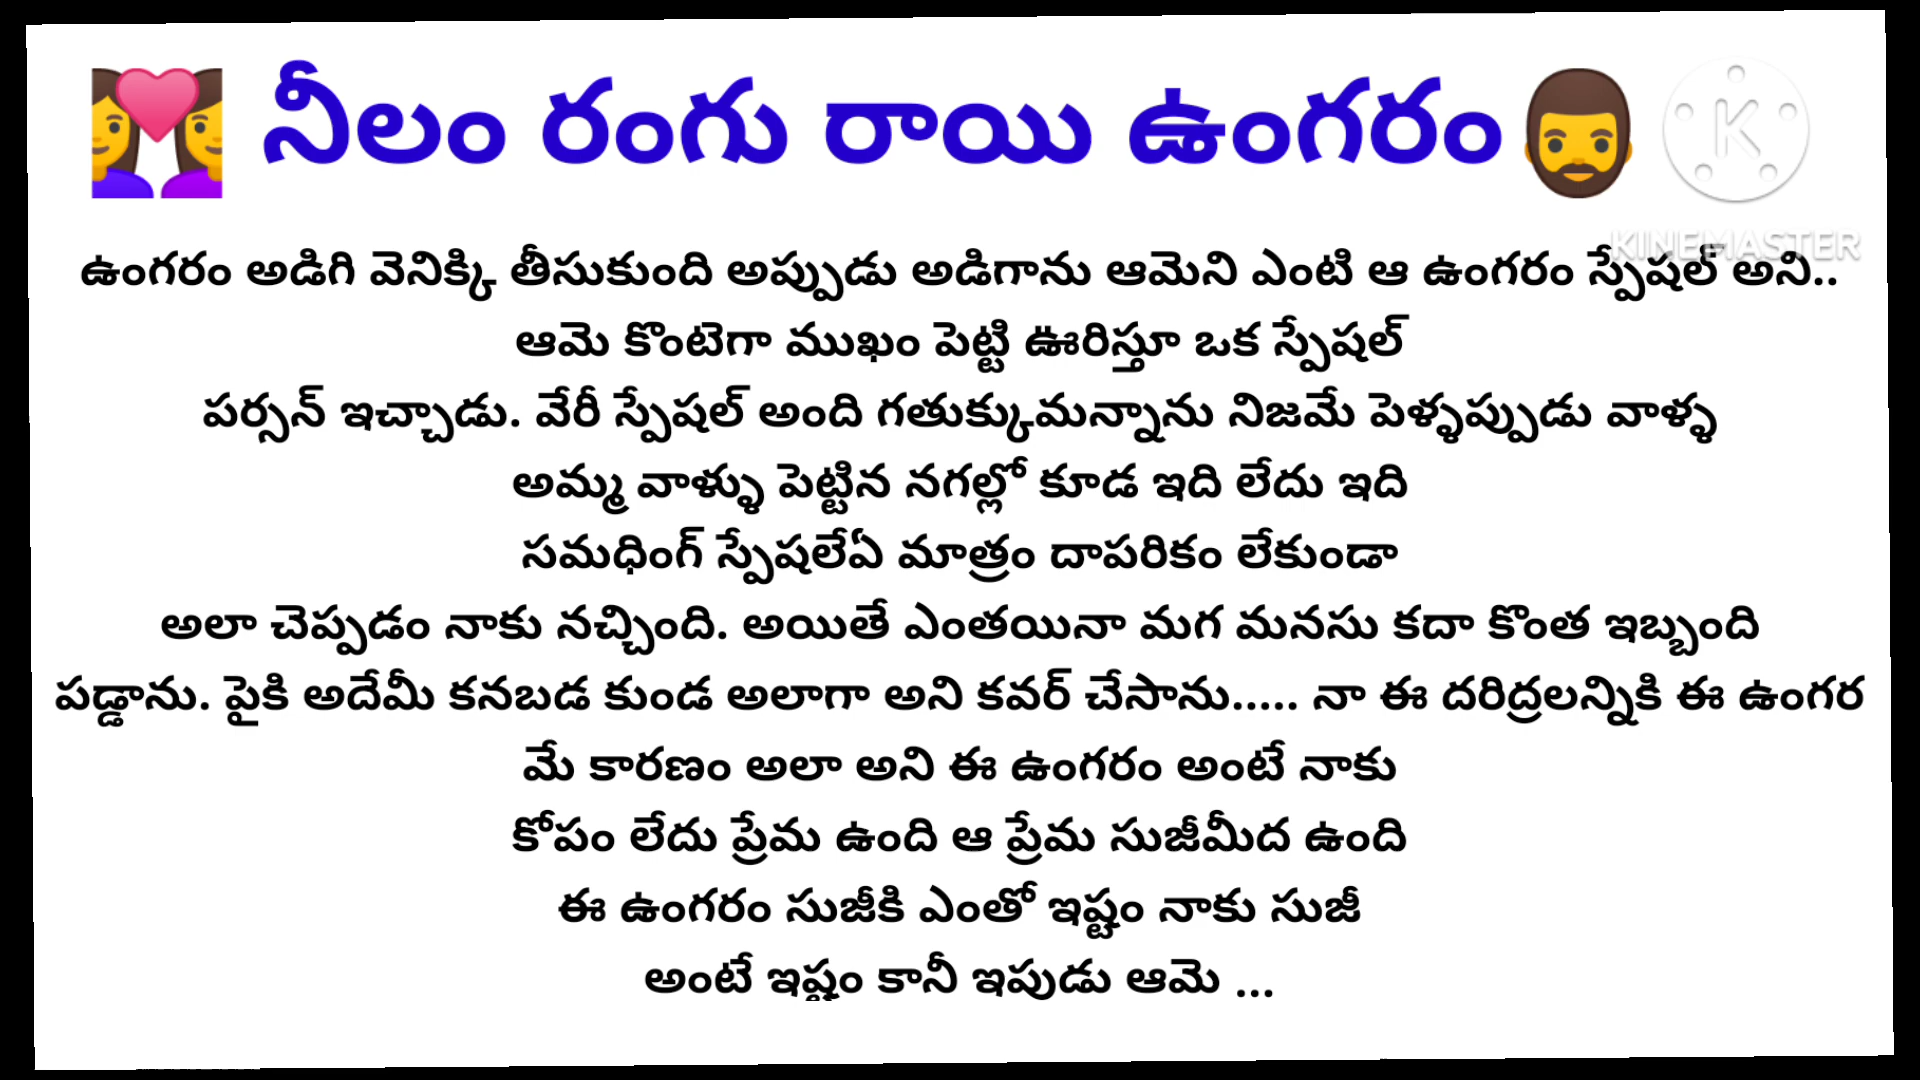 నీలం రంగు రాయి ఉంగరం
K
KINEMASTER
ఉంగరం అడిగి వెనిక్కి తీసుకుంది అప్పుడు అడిగాను ఆమెని ఎంటి ఆ ఉంగరం స్పేషల్ అని..
ఆమె కొంటెగా ముఖం పెట్టి ఊరిస్తూ ఒక స్పేషల్
పర్సన్ ఇచ్చాడు. వేరీ స్పేషల్ అంది గతుక్కుమన్నాను నిజమే పెళ్ళప్పుడు వాళ్ళ
అమ్మ వాళ్ళు పెట్టిన నగల్లో కూడ ఇది లేదు ఇది
సమథింగ్ స్పేషలేఏ మాత్రం దాపరికం లేకుండా
అలా చెప్పడం నాకు నచ్చింది. అయితే ఎంతయినా మగ మనసు కదా కొంత ఇబ్బంది
పడ్డాను. పైకి అదేమీ కనబడ కుండ అలాగా అని కవర్ చేసాను..... నా ఈ దరిద్రలన్నికి ఈ ఉంగర
మే కారణం అలా అని ఈ ఉంగరం అంటే నాకు
కోపం లేదు ప్రేమ ఉంది ఆ ప్రేమ సుజీమీద ఉంది
ఈ ఉంగరం సుజీకి ఎంతో ఇష్టం నాకు సుజీ
అంటే ఇష్టం కానీ ఇపుడు ఆమె ...